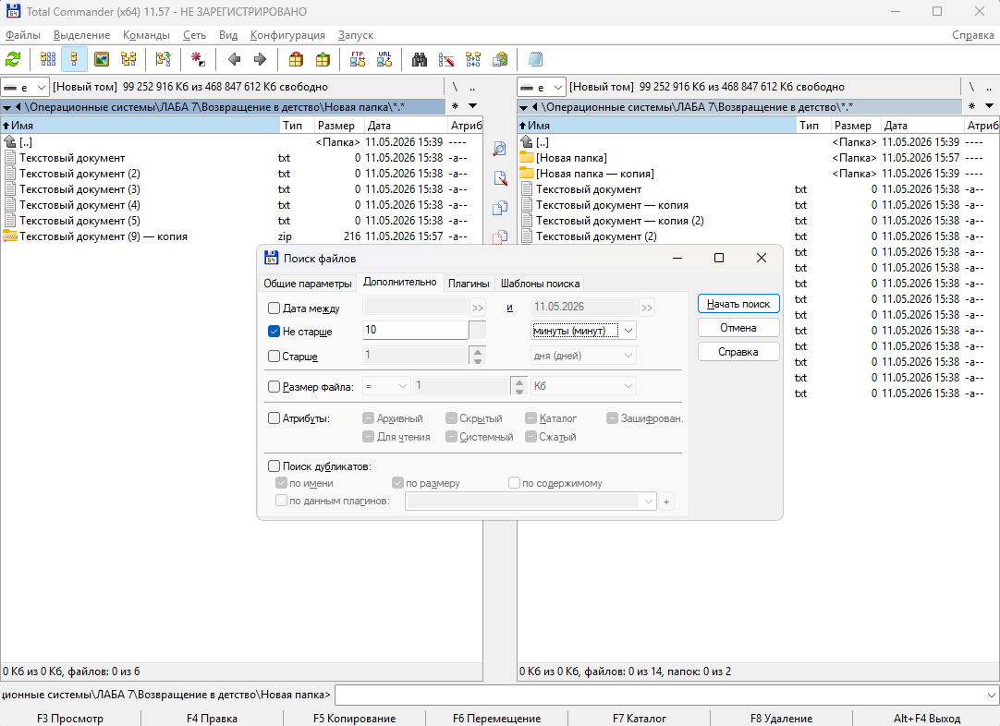 Total Commander (x64) 11.57 - НЕ ЗАРЕГИСТРИРОВАНО
Файлы Выделение Команды Сеть Вид Конфигурация Запуск Справка
FTP URL
e [Новый том] 99 252 916 Кб из 468 847 612 Кб свободно \ ..
e [Новый том] 99 252 916 Кб из 468 847 612 Кб свободно \ ..
\Операционные системы\ЛАБА 7\Возвращение в детство\Новая папка\*.* *
\Операционные системы\ЛАБА 7\Возвращение в детство\*.* *
Имя Тип Размер Дата Атриб
[..] <Папка> 11.05.2026 15:39 ----
Текстовый документ txt 0 11.05.2026 15:38 -a--
Текстовый документ (2) txt 0 11.05.2026 15:38 -a--
Текстовый документ (3) txt 0 11.05.2026 15:38 -a--
Текстовый документ (4) txt 0 11.05.2026 15:38 -a--
Текстовый документ (5) txt 0 11.05.2026 15:38 -a--
Текстовый документ (9) — копия zip 216 11.05.2026 15:57 -a--
Имя Тип Размер Дата Атриб
[..] <Папка> 11.05.2026 15:39 ----
[Новая папка] <Папка> 11.05.2026 15:57 ----
[Новая папка — копия] <Папка> 11.05.2026 15:39 ----
Текстовый документ txt 0 11.05.2026 15:38 -a--
Текстовый документ — копия txt 0 11.05.2026 15:38 -a--
Текстовый документ — копия (2) txt 0 11.05.2026 15:38 -a--
Текстовый документ (2) txt 0 11.05.2026 15:38 -a--
txt 0 11.05.2026 15:38 -a--
txt 0 11.05.2026 15:38 -a--
txt 0 11.05.2026 15:38 -a--
txt 0 11.05.2026 15:38 -a--
txt 0 11.05.2026 15:38 -a--
txt 0 11.05.2026 15:38 -a--
txt 0 11.05.2026 15:38 -a--
txt 0 11.05.2026 15:38 -a--
txt 0 11.05.2026 15:38 -a--
txt 0 11.05.2026 15:38 -a--
Поиск файлов
Общие параметры Дополнительно Плагины Шаблоны поиска
Дата между >> и 11.05.2026 >>
Не старше 10 минуты (минут)
Старше 1 дня (дней)
Размер файла: = 1 Кб
Атрибуты: Архивный Скрытый Каталог Зашифрован.
Для чтения Системный Сжатый
Поиск дубликатов:
по имени по размеру по содержимому
по данным плагинов: +
Начать поиск
Отмена
Справка
0 Кб из 0 Кб, файлов: 0 из 6
0 Кб из 0 Кб, файлов: 0 из 14, папок: 0 из 2
ционные системы\ЛАБА 7\Возвращение в детство\Новая папка>
F3 Просмотр F4 Правка F5 Копирование F6 Перемещение F7 Каталог F8 Удаление Alt+F4 Выход